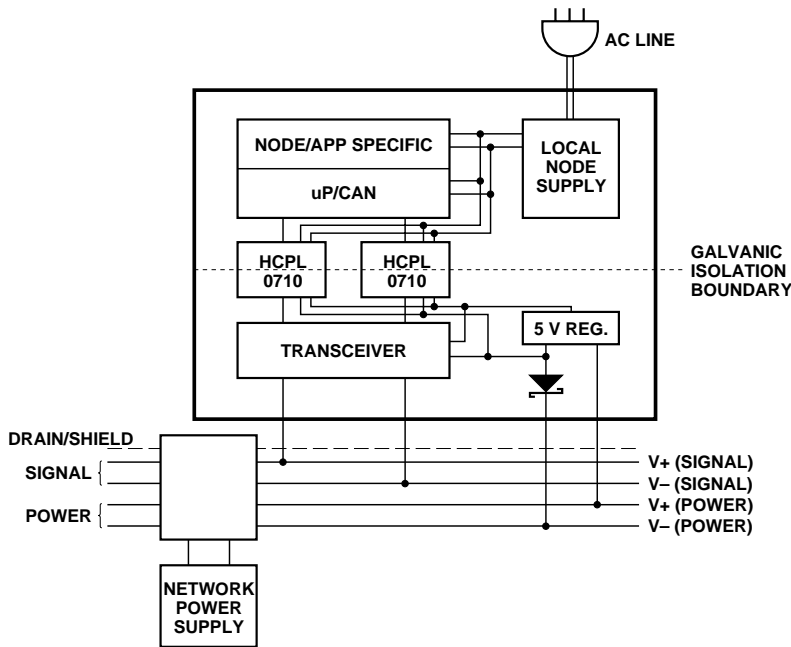 AC LINE
NODE/APP SPECIFIC
uP/CAN
LOCAL
NODE
SUPPLY
HCPL
0710
HCPL
0710
GALVANIC
ISOLATION
BOUNDARY
5 V REG.
TRANSCEIVER
DRAIN/SHIELD
SIGNAL
POWER
V+ (SIGNAL)
V– (SIGNAL)
V+ (POWER)
V– (POWER)
NETWORK
POWER
SUPPLY